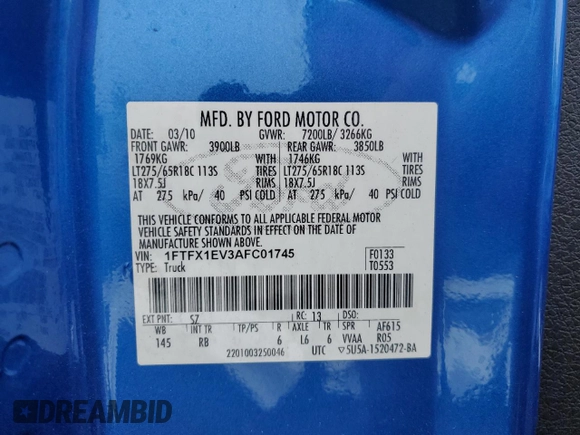 MFD. BY FORD MOTOR CO.
DATE: 03/10 GVWR: 7200LB/ 3266KG
FRONT GAWR: 3900LB REAR GAWR: 3850LB
1769KG WITH 1746KG WITH
LT275/65R18C 113S TIRES LT275/65R18C 113S TIRES
18X7.5J RIMS 18X7.5J RIMS
AT 275 kPa/ 40 PSI COLD AT 275 kPa/ 40 PSI COLD
THIS VEHICLE CONFORMS TO ALL APPLICABLE FEDERAL MOTOR
VEHICLE SAFETY STANDARDS IN EFFECT ON THE DATE OF
MANUFACTURE SHOWN ABOVE.
VIN: 1FTFX1EV3AFC01745 F0133
TYPE: Truck T0553
EXT PNT: SZ RC: 13 DSO:
WB INT TR TP/PS R AXLE TR SPR AF615
145 RB 6 L6 6 VVAA R05
2201003250046 UTC ▽5U5A-1520472-BA
DREAMBID